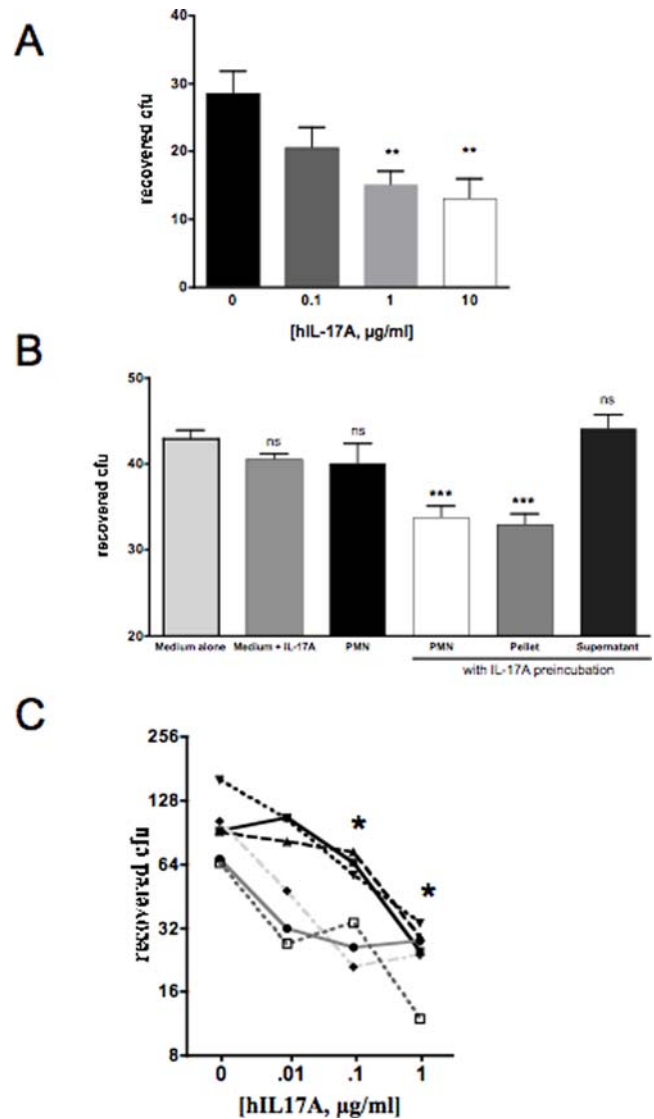 A
40
30
20
10
0
recovered cfu
** **
0 0.1 1 10
[hIL-17A, µg/ml]
B
50
40
30
20
recovered cfu
ns ns *** *** ns
Medium alone Medium + IL-17A PMN PMN Pellet Supernatant
with IL-17A preincubation
C
256
128
64
32
16
8
recovered cfu
* *
0 .01 .1 1
[hIL17A, µg/ml]